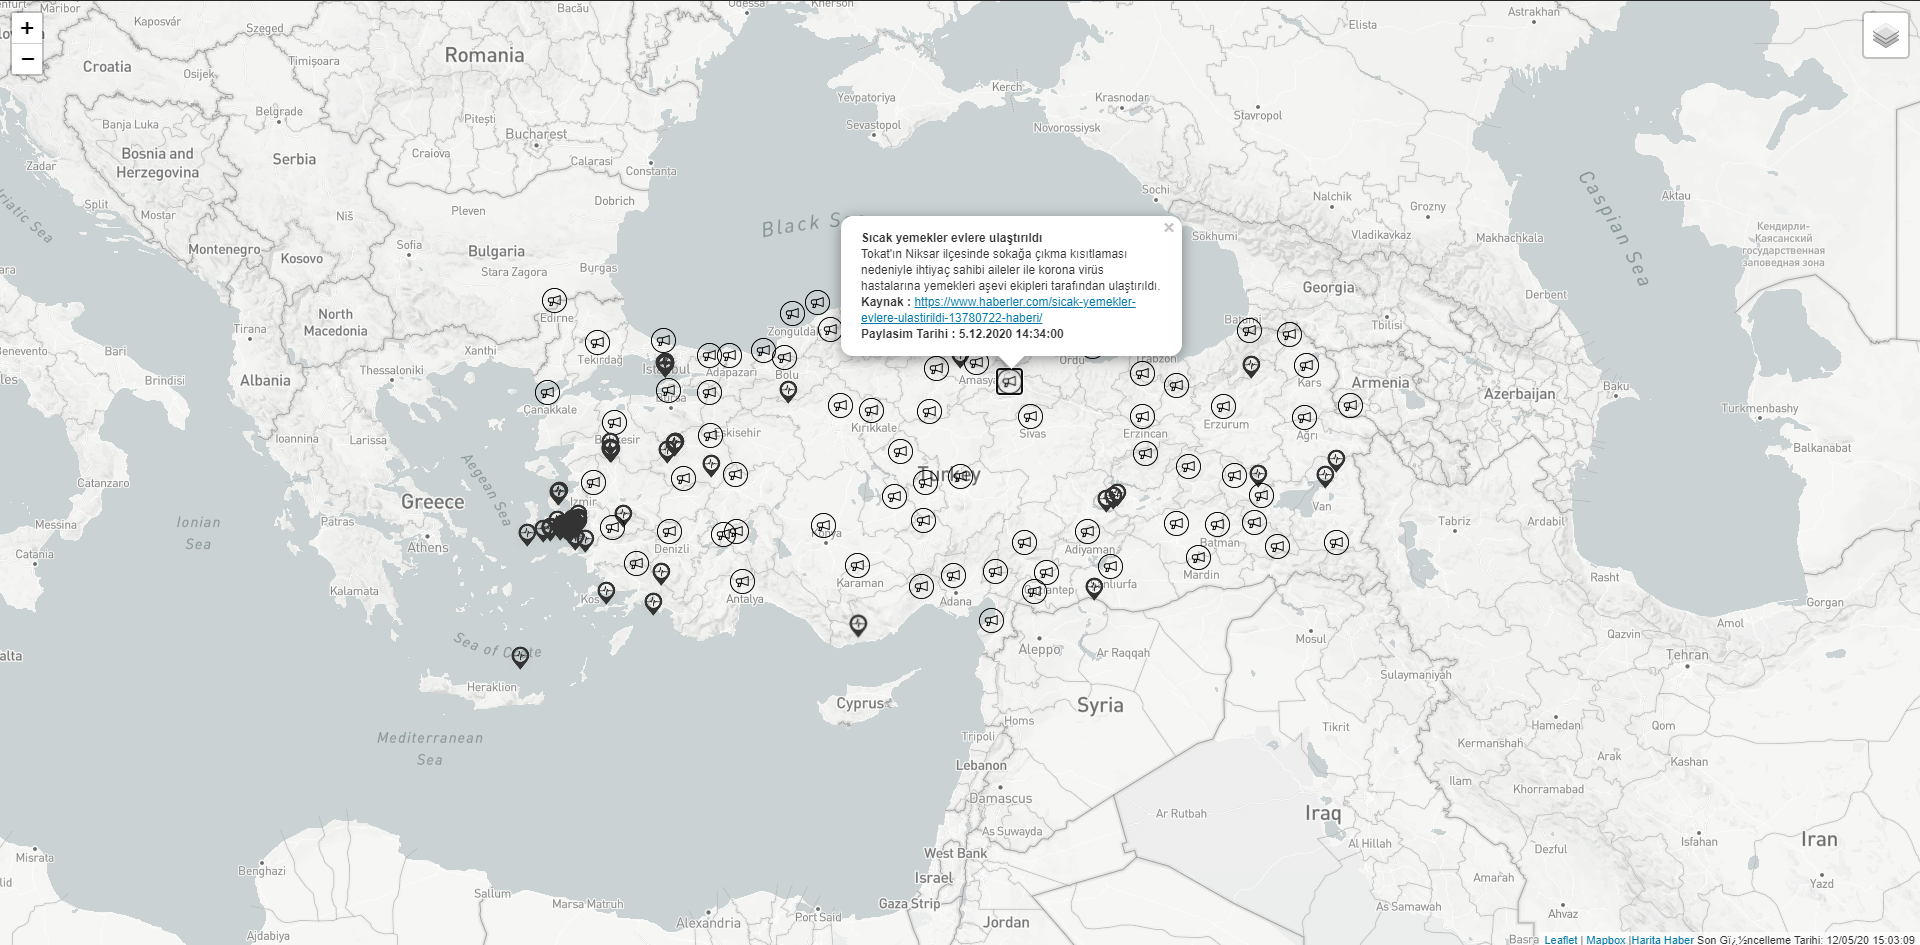 +
−
Maribor
Kaposvár
Croatia
Osijek
Szeged
Timișoara
Bacău
Romania
Odessa
Kherson
Elista
Astrakhan
Banja Luka
Belgrade
Pitești
Bucharest
Craiova
Calarasi
Constanța
Yevpatoriya
Sevastopol
Kerch
Krasnodar
Novorossiysk
Stavropol
Bosnia and
Herzegovina
Serbia
Zadar
Split
Mostar
Niš
Pleven
Dobrich
Sochi
Nalchik
Grozny
Aktau
Caspian Sea
Montenegro
Kosovo
Sofia
Bulgaria
Stara Zagora
Burgas
Black Sea
Sıcak yemekler evlere ulaştırıldı
Tokat'ın Niksar ilçesinde sokağa çıkma kısıtlaması
nedeniyle ihtiyaç sahibi aileler ile korona virüs
hastalarına yemekleri aşevi ekipleri tarafından ulaştırıldı.
Kaynak : https://www.haberler.com/sicak-yemekler-
evlere-ulastirildi-13780722-haberi/
Paylasim Tarihi : 5.12.2020 14:34:00
×
Sokhumi
Vladikavkaz
Makhachkala
Кендирли-
Каясанский
государственная
заповедная зона
Georgia
Derbent
Tbilisi
North
Macedonia
Tirana
Edirne
Tekirdağ
Zonguldak
Benevento
Bari
Brindisi
Albania
Xanthi
Thessaloniki
Çanakkale
Adapazari
Bolu
Amasya
Ordu
Trabzon
Batumi
Kars
Armenia
Azerbaijan
Baku
Turkmenbashy
Balkanabat
Ioannina
Larissa
Kirikkale
Sivas
Erzincan
Erzurum
Ağrı
Catanzaro
Aegean Sea
Greece
Izmir
Turkey
Van
Messina
Catania
Ionian
Sea
Patras
Athens
Denizli
Konya
Adiyaman
Batman
Tabriz
Ardabil
Kalamata
Kos
Antalya
Karaman
Adana
Mardin
Rasht
Gorgan
Sea of Crete
Heraklion
Aleppo
Ar Raqqah
Mosul
Amol
Qazvin
Tehran
Sulaymaniyah
Cyprus
Syria
Homs
Tikrit
Hamedan
Qom
Mediterranean
Sea
Tripoli
Lebanon
Damascus
Kermanshah
Arak
Kashan
Ilam
Khorramabad
As Suwayda
Ar Rutbah
Iraq
Al Hillah
Isfahan
Iran
Dezful
Misrata
Benghazi
West Bank
Israel
Amarah
Yazd
Sallum
Marsa Matruh
Gaza Strip
Alexandria
Port Said
Jordan
As Samawah
Ahvaz
Ajdabiya
Basra
Leaflet | Mapbox |Harita Haber Son Gï¿½ncelleme Tarihi: 12/05/20 15:03:09